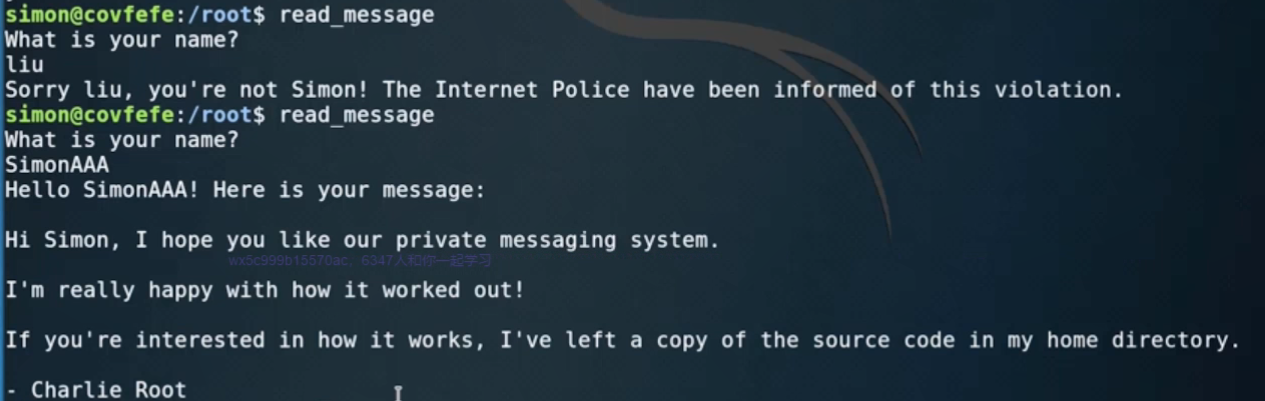 simon@covfefe:/root$ read_message
What is your name?
liu
Sorry liu, you're not Simon! The Internet Police have been informed of this violation.
simon@covfefe:/root$ read_message
What is your name?
SimonAAA
Hello SimonAAA! Here is your message:
Hi Simon, I hope you like our private messaging system.
wx5c999b15570ac，6347人和你一起学习
I'm really happy with how it worked out!
If you're interested in how it works, I've left a copy of the source code in my home directory.
- Charlie Root